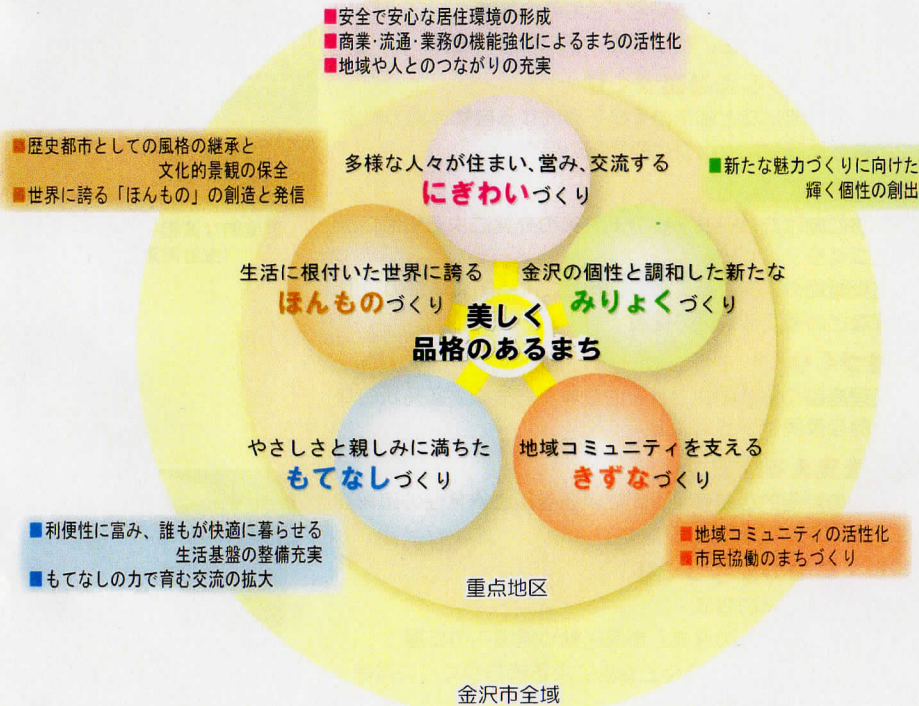 ■安全で安心な居住環境の形成
■商業・流通・業務の機能強化によるまちの活性化
■地域や人とのつながりの充実
■歴史都市としての風格の継承と
文化的景観の保全
■世界に誇る「ほんもの」の創造と発信
多様な人々が住まい、営み、交流する
にぎわいづくり
■新たな魅力づくりに向けた
輝く個性の創出
生活に根付いた世界に誇る
ほんものづくり
金沢の個性と調和した新たな
みりょくづくり
美しく
品格のあるまち
やさしさと親しみに満ちた
もてなしづくり
地域コミュニティを支える
きずなづくり
■利便性に富み、誰もが快適に暮らせる
生活基盤の整備充実
■もてなしの力で育む交流の拡大
■地域コミュニティの活性化
■市民協働のまちづくり
重点地区
金沢市全域